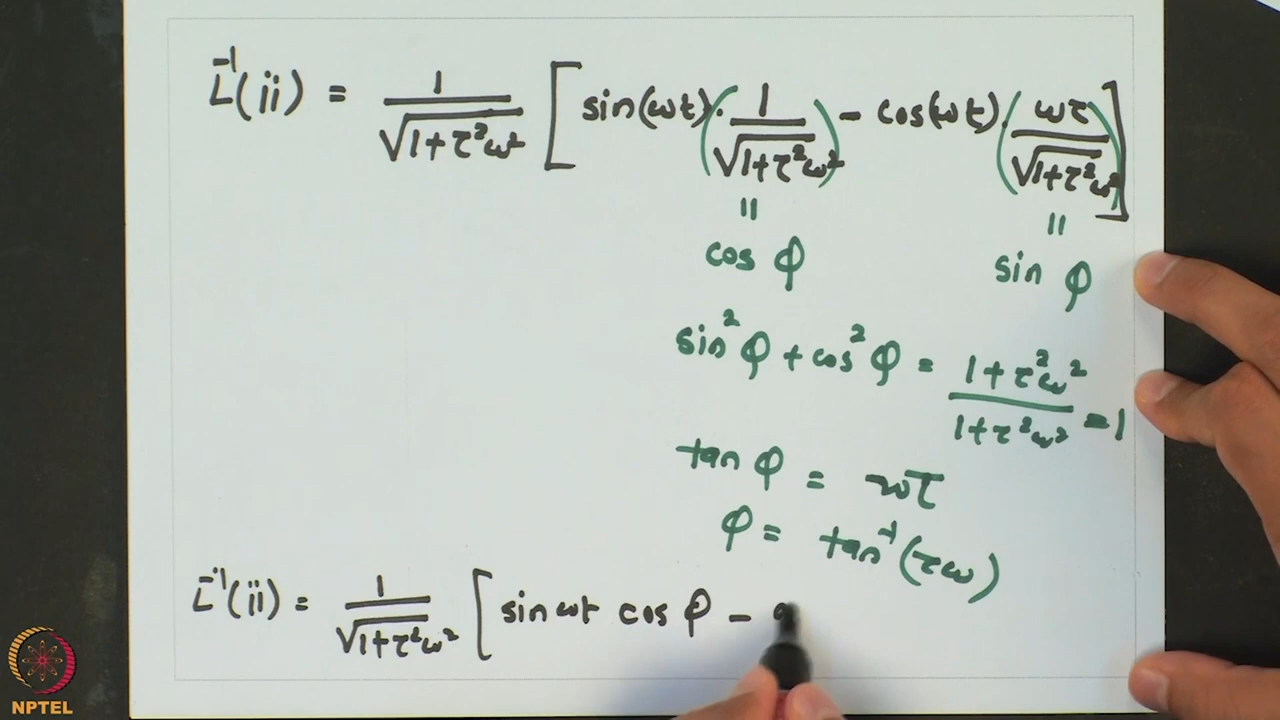 L⁻¹(ii) = 1/√(1+τ²ω²) [ sin(ωt)·(1/√(1+τ²ω²)) - cos(ωt)·(ωτ/√(1+τ²ω²)) ]
= cos φ = sin φ
sin²φ + cos²φ = (1+τ²ω²)/(1+τ²ω²) = 1
tan φ = ωτ
φ = tan⁻¹(τω)
L⁻¹(ii) = 1/√(1+τ²ω²) [ sin ωt cos φ -
NPTEL